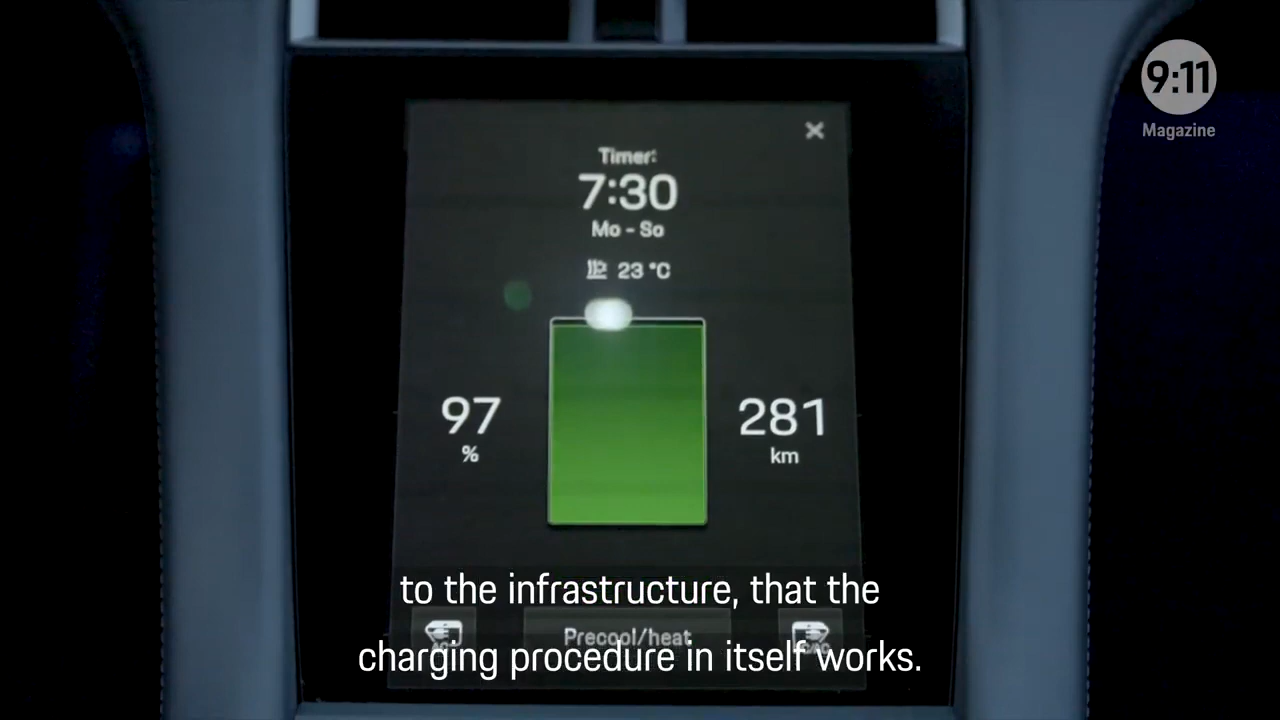 9:11
Magazine
Timer:
7:30
Mo - So
23 °C
97
%
281
km
Precool/heat
to the infrastructure, that the
charging procedure in itself works.